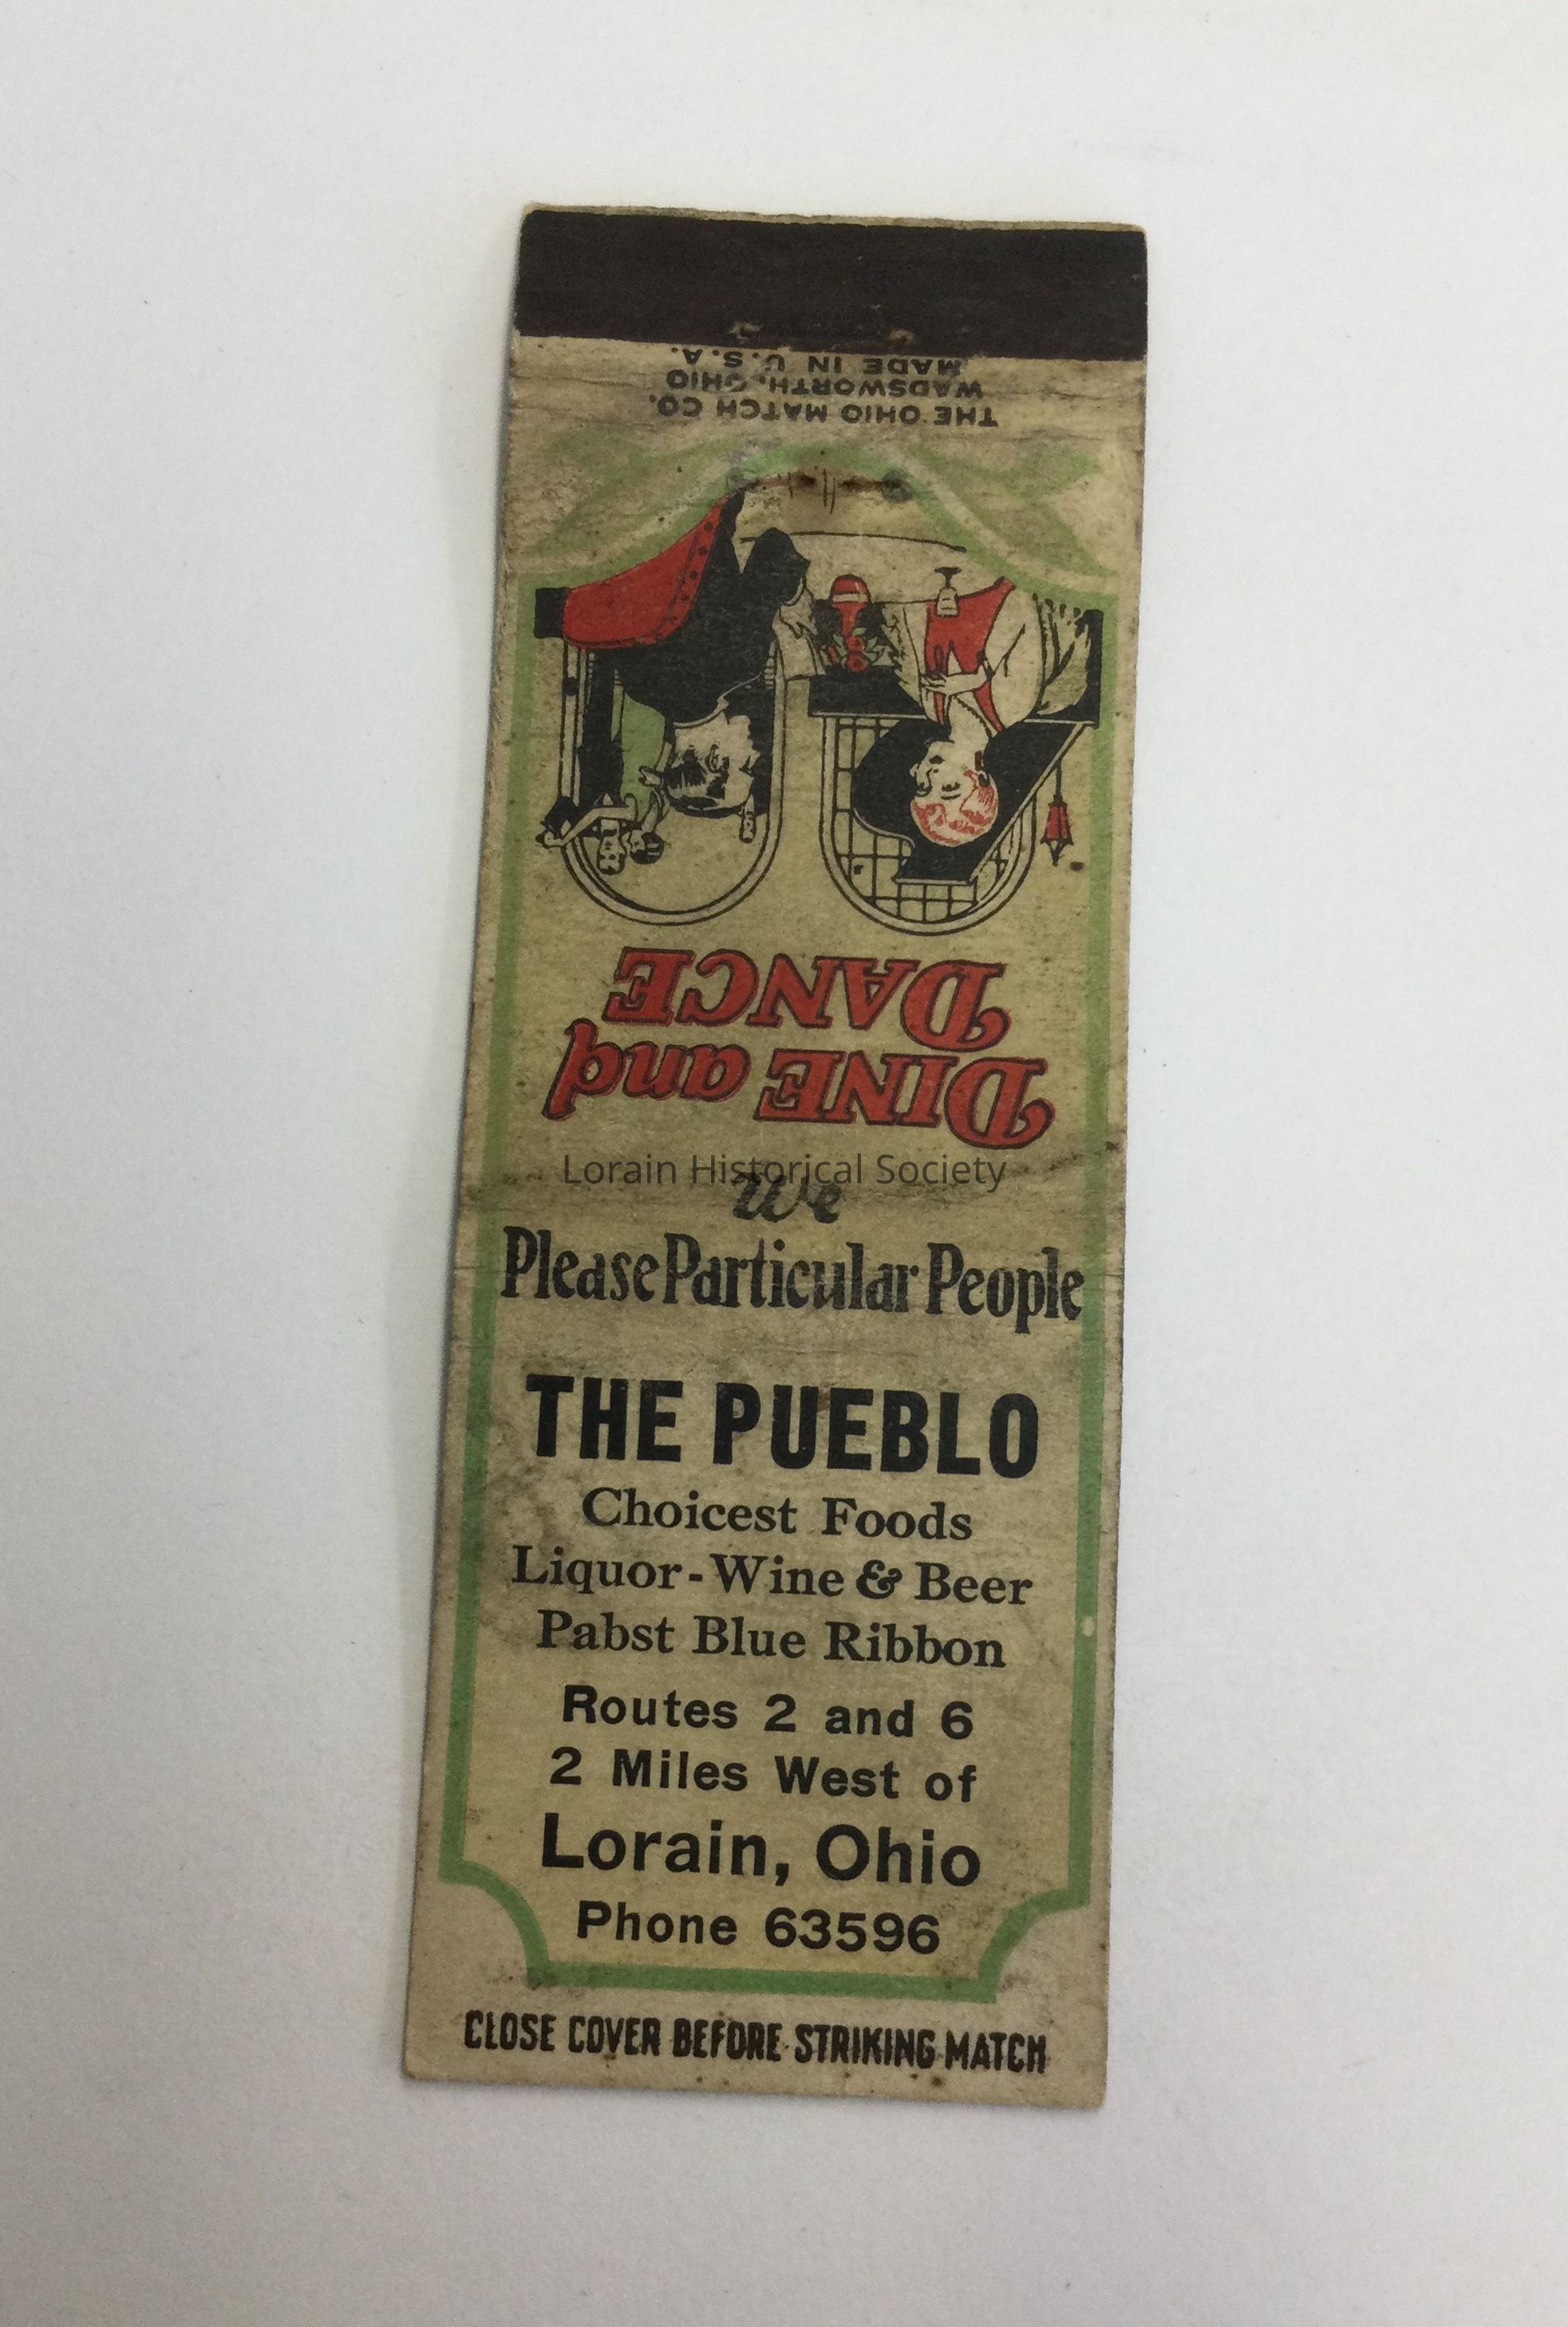 THE OHIO MATCH CO.
WADSWORTH, OHIO
MADE IN U.S.A.
DINE and
DANCE
Lorain Historical Society
We
Please Particular People
THE PUEBLO
Choicest Foods
Liquor-Wine & Beer
Pabst Blue Ribbon
Routes 2 and 6
2 Miles West of
Lorain, Ohio
Phone 63596
CLOSE COVER BEFORE STRIKING MATCH